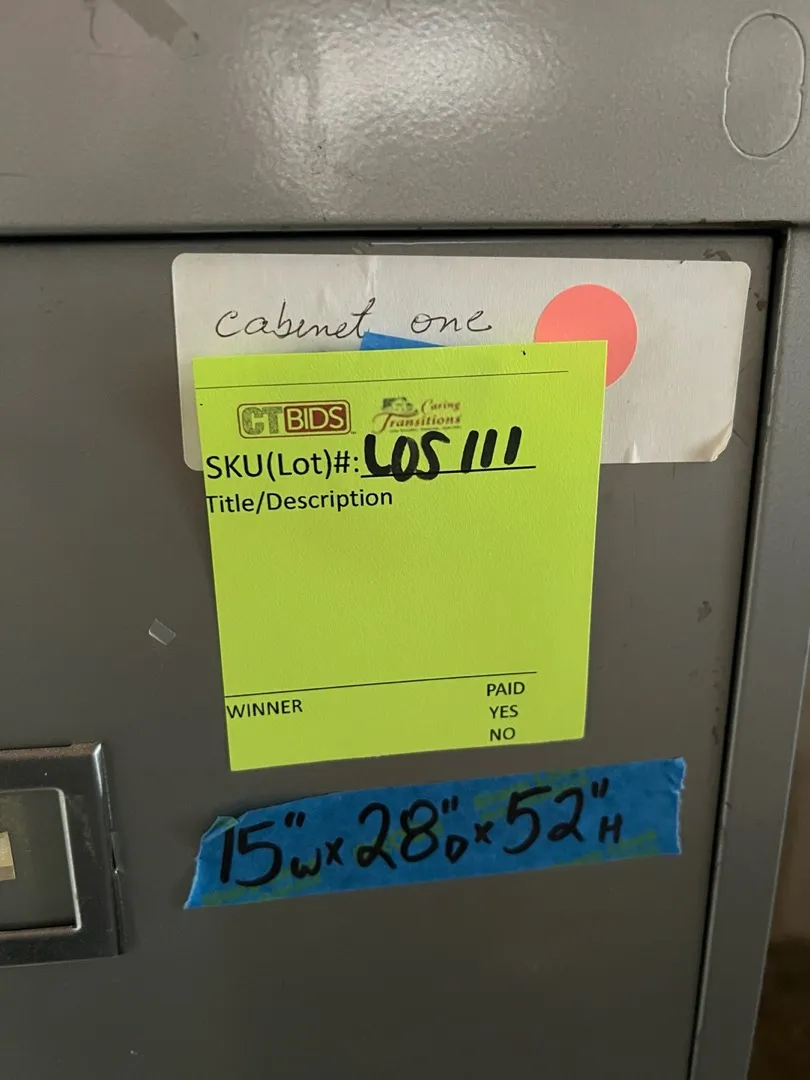 cabinet one
CTBIDS
Caring
Transitions
SKU(Lot)#: LOS 111
Title/Description
WINNER
PAID
YES
NO
15"W x 28"D x 52"H